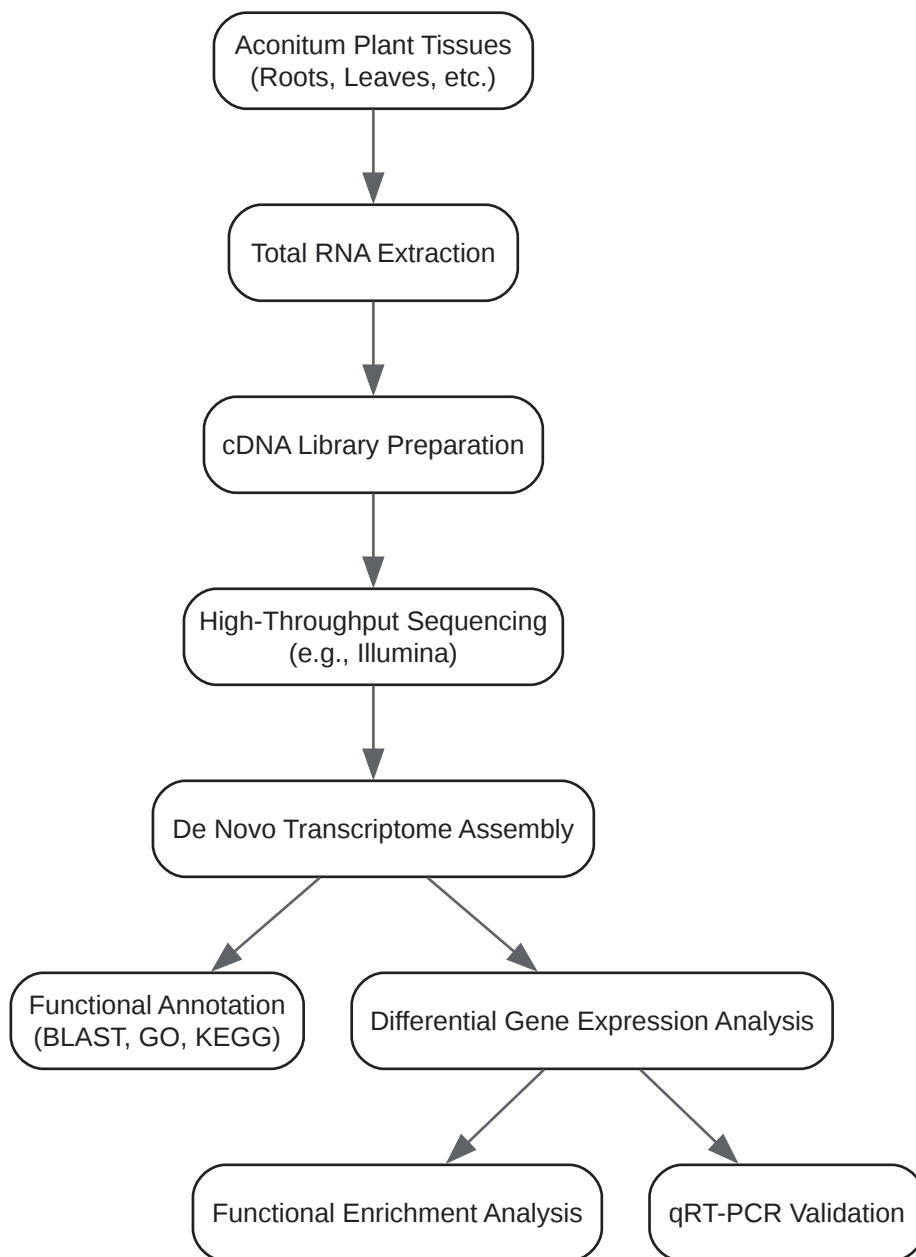 Aconitum Plant Tissues
(Roots, Leaves, etc.)
Total RNA Extraction
cDNA Library Preparation
High-Throughput Sequencing
(e.g., Illumina)
De Novo Transcriptome Assembly
Functional Annotation
(BLAST, GO, KEGG)
Differential Gene Expression Analysis
Functional Enrichment Analysis
qRT-PCR Validation